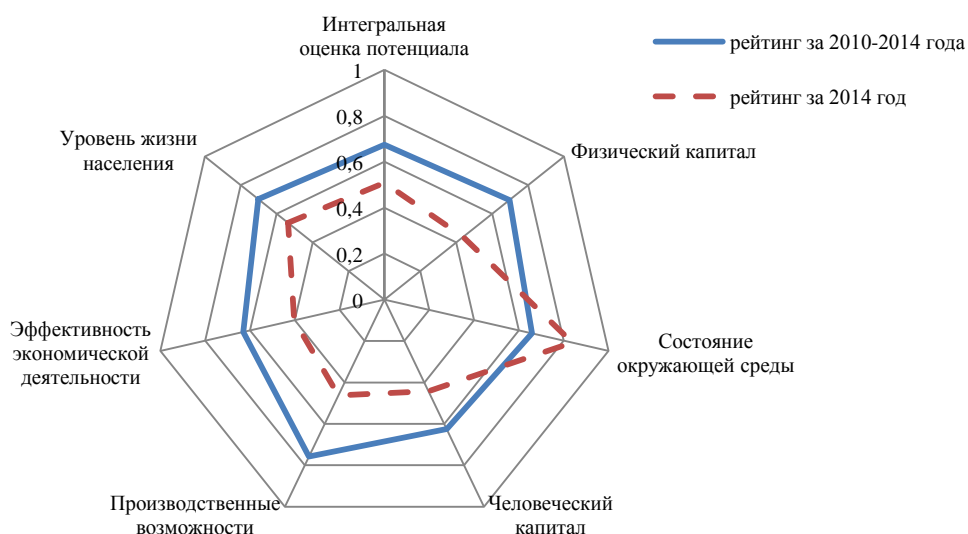 Интегральная
оценка потенциала
рейтинг за 2010-2014 года
рейтинг за 2014 год
1
0,8
0,6
0,4
0,2
0
Физический капитал
Состояние
окружающей среды
Человеческий
капитал
Производственные
возможности
Эффективность
экономической
деятельности
Уровень жизни
населения